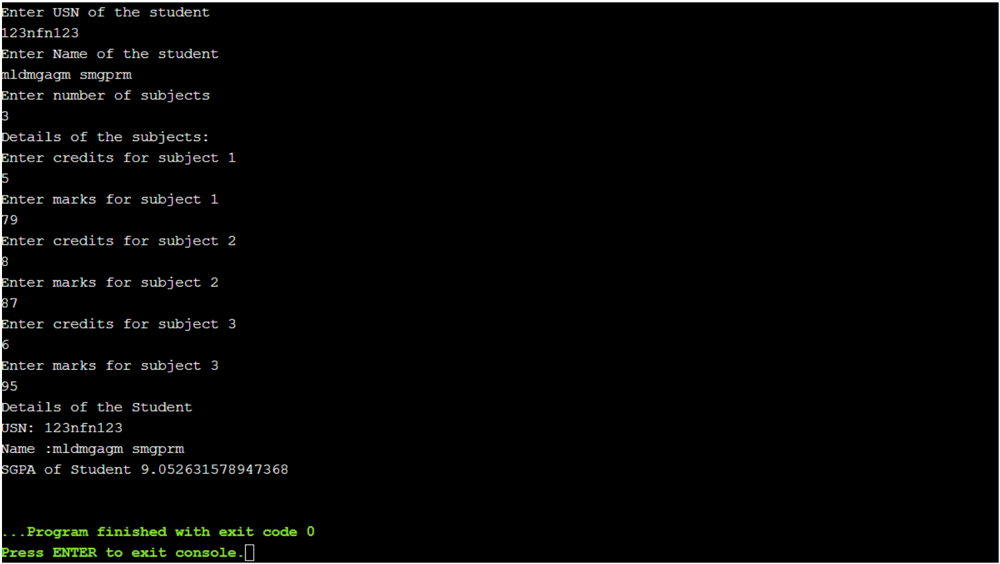 Enter USN of the student
123nfn123
Enter Name of the student
mldmgagm smgprm
Enter number of subjects
3
Details of the subjects:
Enter credits for subject 1
5
Enter marks for subject 1
79
Enter credits for subject 2
8
Enter marks for subject 2
87
Enter credits for subject 3
6
Enter marks for subject 3
95
Details of the Student
USN: 123nfn123
Name :mldmgagm smgprm
SGPA of Student 9.052631578947368
...Program finished with exit code 0
Press ENTER to exit console.